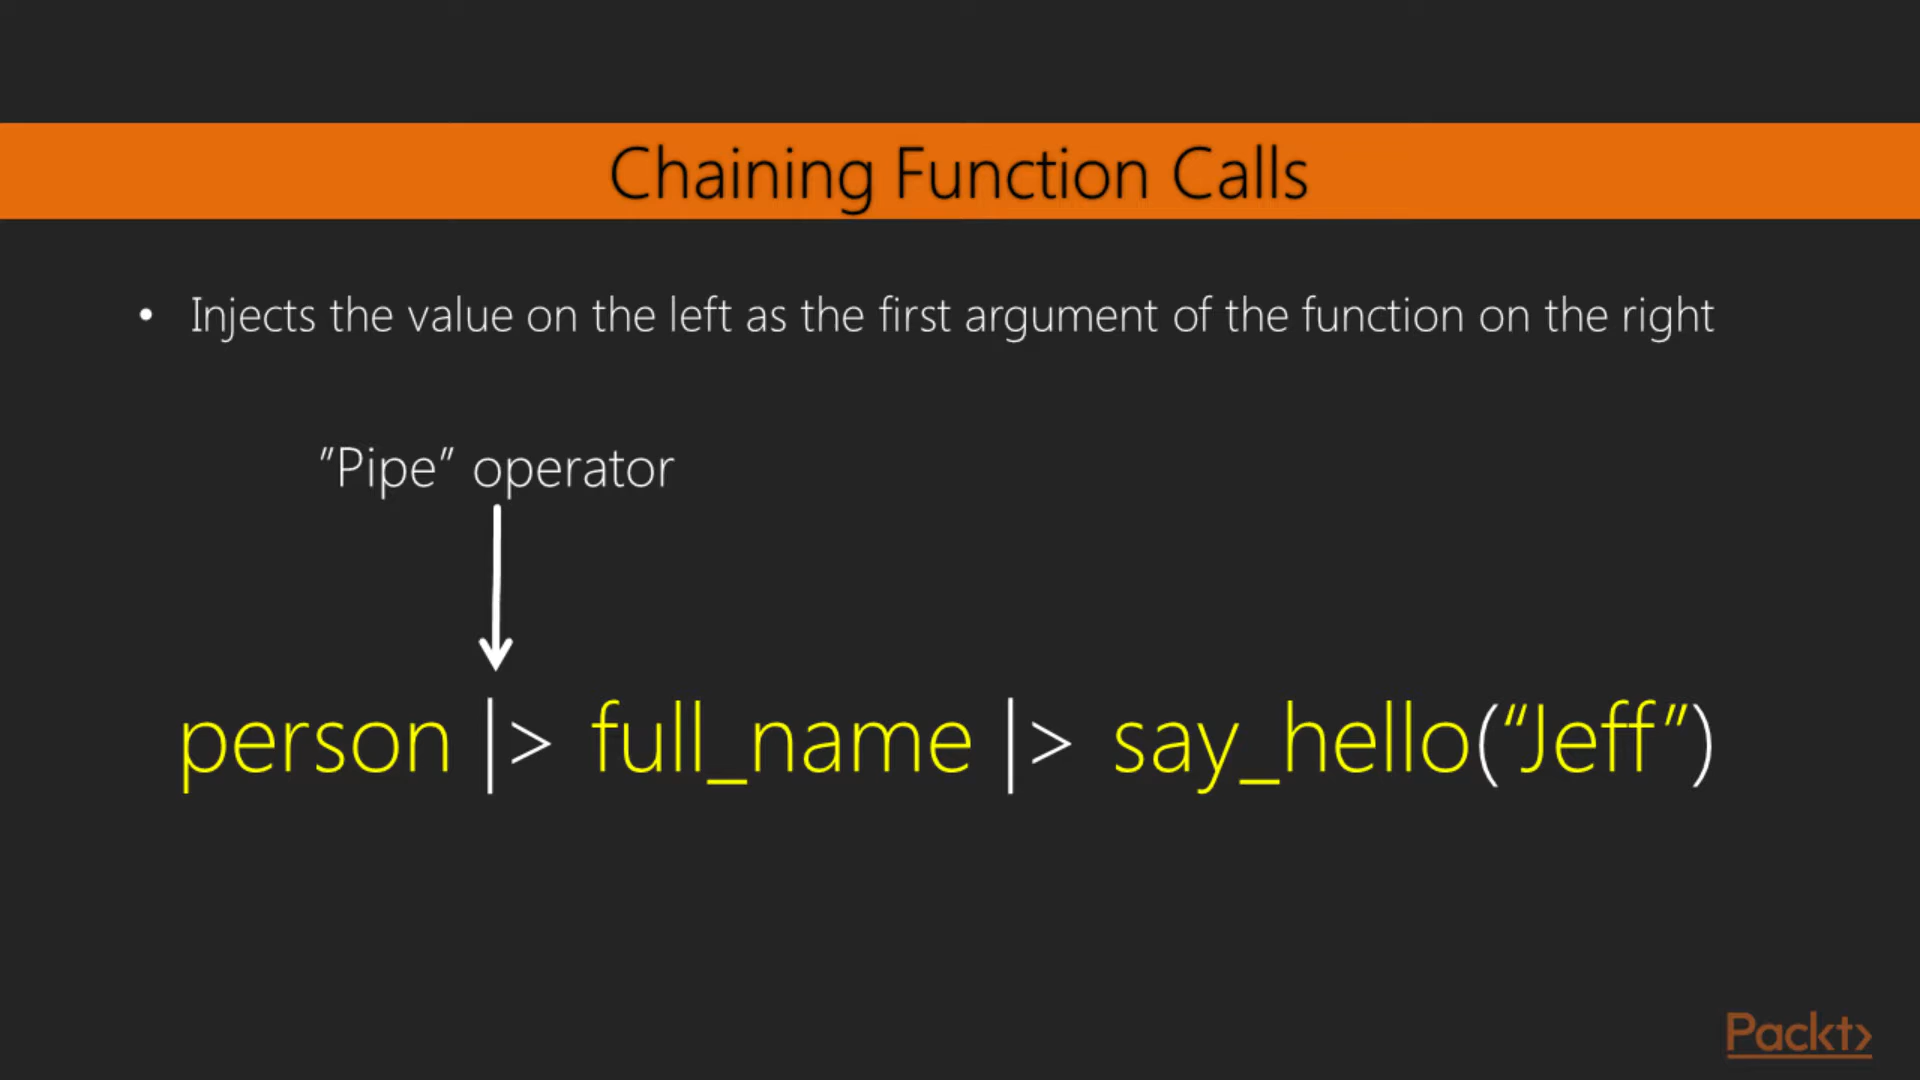 Chaining Function Calls
• Injects the value on the left as the first argument of the function on the right
”Pipe” operator
person |> full_name |> say_hello(“Jeff”)
Packt>